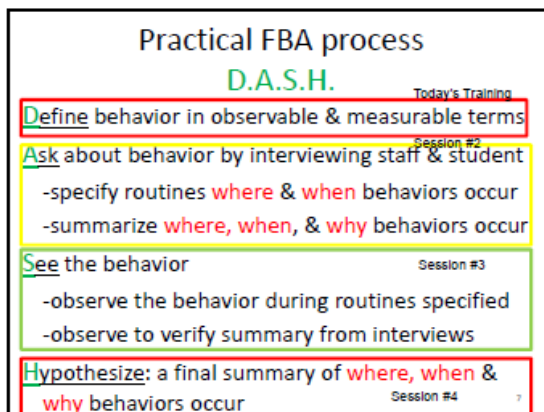 Practical FBA process
D.A.S.H.
Today's Training
Define behavior in observable & measurable terms
Session #2
Ask about behavior by interviewing staff & student
-specify routines where & when behaviors occur
-summarize where, when, & why behaviors occur
See the behavior
Session #3
-observe the behavior during routines specified
-observe to verify summary from interviews
Hypothesize: a final summary of where, when &
why behaviors occur
Session #4
7